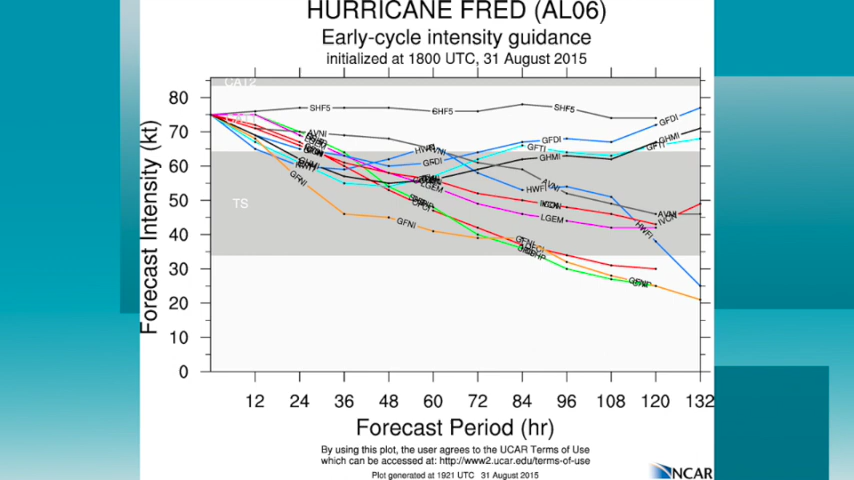 HURRICANE FRED (AL06)
Early-cycle intensity guidance
initialized at 1800 UTC, 31 August 2015
Forecast Intensity (kt)
80
70
60
50
40
30
20
10
0
TS
SHF5
SHF5
SHF5
AVNI
AVNI
AVNI
GFDI
GFDI
GFDI
GFTI
GFTI
GHMI
GHMI
HWFI
HWFI
LGEM
LGEM
IVCN
GFNI
GFNI
12 24 36 48 60 72 84 96 108 120 132
Forecast Period (hr)
By using this plot, the user agrees to the UCAR Terms of Use
which can be accessed at: http://www2.ucar.edu/terms-of-use
Plot generated at 1921 UTC 31 August 2015
NCAR